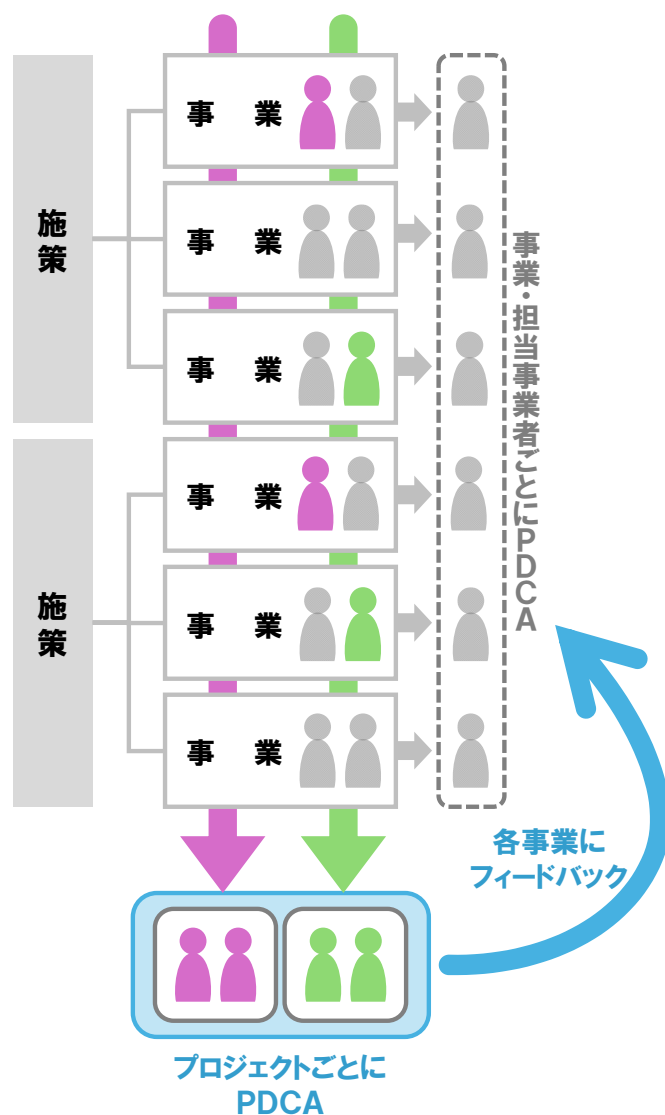 施策
事業
事業
事業
施策
事業
事業
事業
事業・担当事業者ごとにPDCA
各事業に
フィードバック
プロジェクトごとに
PDCA